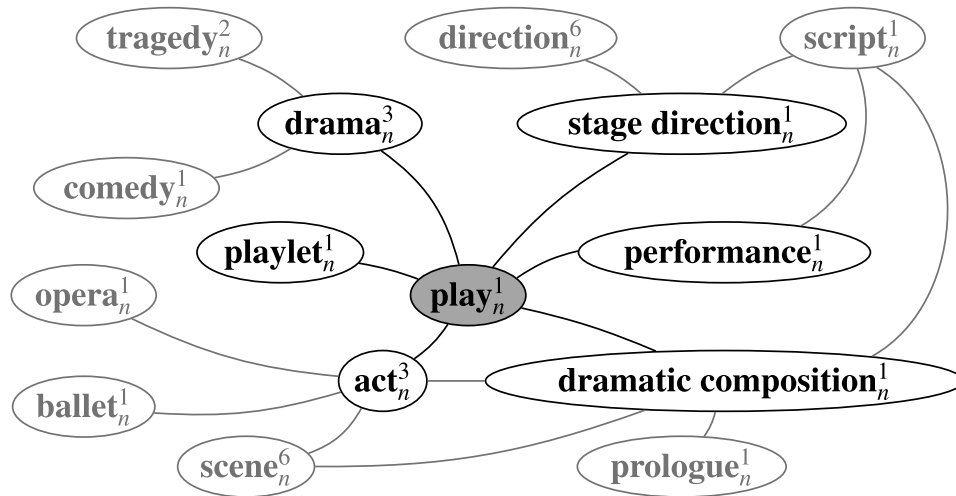 tragedy²ₙ
direction⁶ₙ
script¹ₙ
drama³ₙ
stage direction¹ₙ
comedy¹ₙ
playlet¹ₙ
performance¹ₙ
opera¹ₙ
play¹ₙ
act³ₙ
dramatic composition¹ₙ
ballet¹ₙ
scene⁶ₙ
prologue¹ₙ